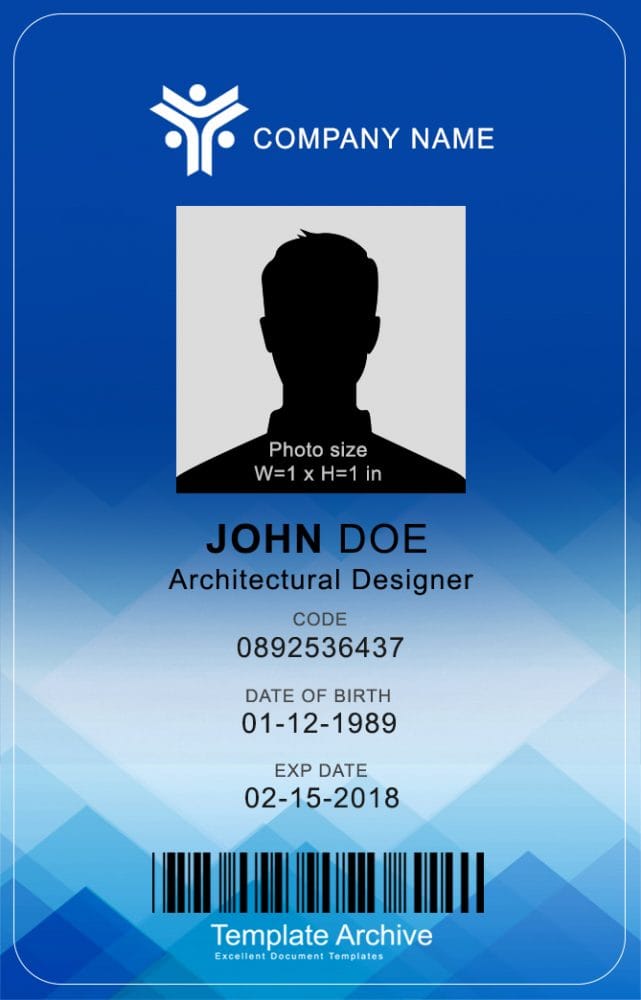 COMPANY NAME
Photo size
W=1 x H=1 in
JOHN DOE
Architectural Designer
CODE
0892536437
DATE OF BIRTH
01-12-1989
EXP DATE
02-15-2018
Template Archive
Excellent Document Templates